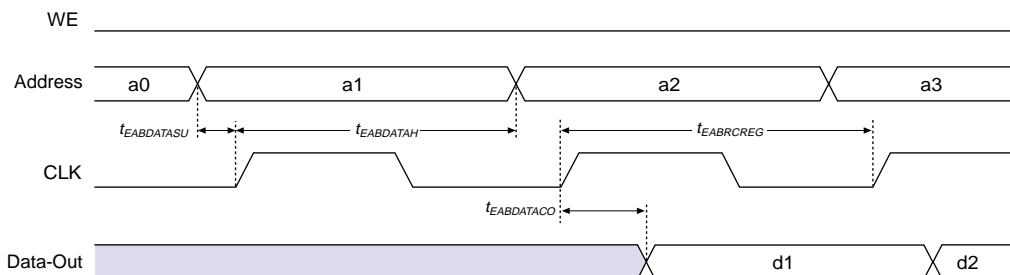 WE
Address a0 a1 a2 a3
tEABDATASU tEABDATAH tEABRCREG
CLK
tEABDATACO
Data-Out d1 d2